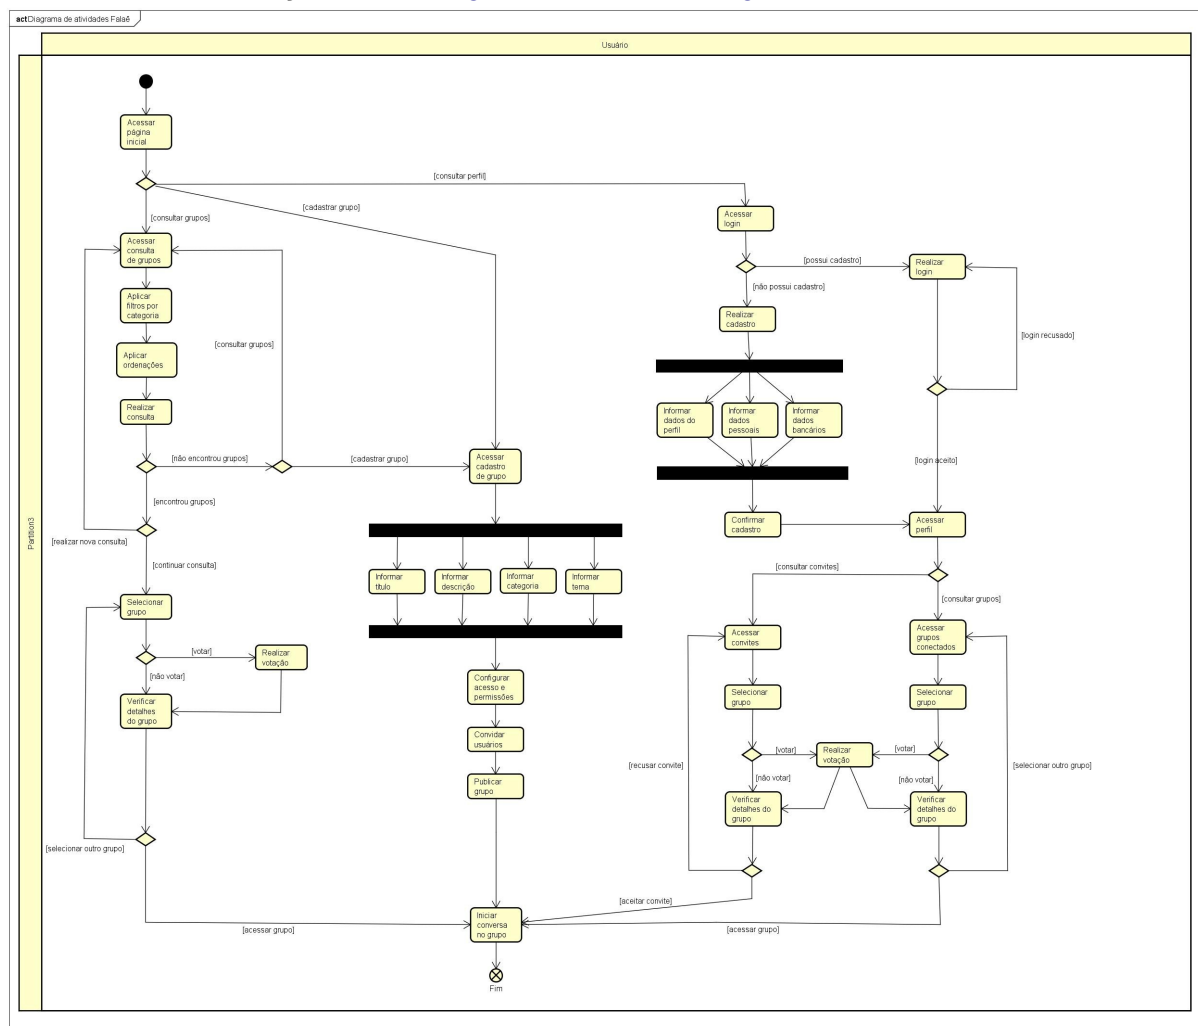 act Diagrama de atividades Falaê
Usuário
Partition3
Acessar
página
inicial
[consultar perfil]
[cadastrar grupo]
[consultar grupos]
Acessar
login
Acessar
consulta
de grupos
[possui cadastro]
Realizar
login
[não possui cadastro]
Aplicar
filtros por
categoria
Realizar
cadastro
[login recusado]
[consultar grupos]
Aplicar
ordenações
Realizar
consulta
Informar
dados do
perfil
Informar
dados
pessoais
Informar
dados
bancários
[não encontrou grupos]
[cadastrar grupo]
Acessar
cadastro
de grupo
[login aceito]
[encontrou grupos]
Confirmar
cadastro
Acessar
perfil
[realizar nova consulta]
[continuar consulta]
[consultar convites]
Informar
título
Informar
descrição
Informar
categoria
Informar
tema
Selecionar
grupo
[consultar grupos]
Acessar
convites
Acessar
grupos
conectados
[votar]
Realizar
votação
[não votar]
Configurar
acesso e
permissões
Selecionar
grupo
Selecionar
grupo
Verificar
detalhes
do grupo
Convidar
usuários
[votar]
Realizar
votação
[votar]
[recusar convite]
[selecionar outro grupo]
[não votar]
[não votar]
Publicar
grupo
Verificar
detalhes do
grupo
Verificar
detalhes do
grupo
[selecionar outro grupo]
[aceitar convite]
Iniciar
conversa
no grupo
[acessar grupo]
[acessar grupo]
Fim